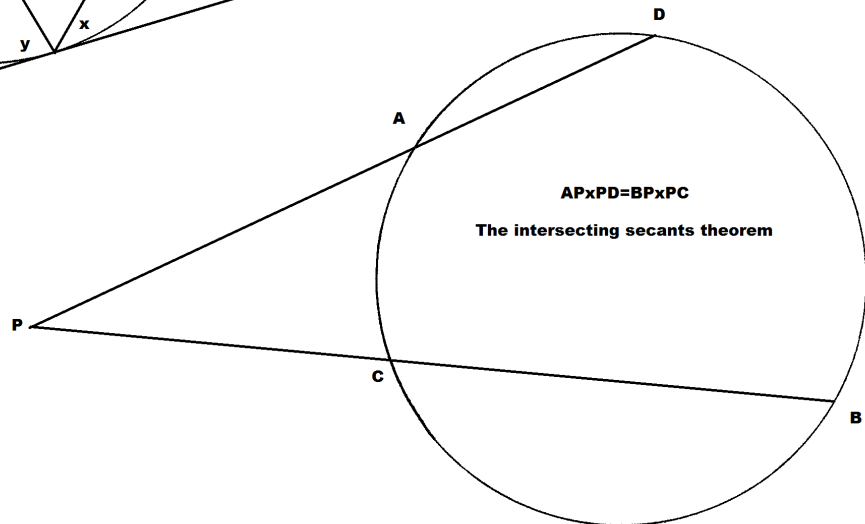 x
y
D
A
APxPD=BPxPC
The intersecting secants theorem
P
C
B